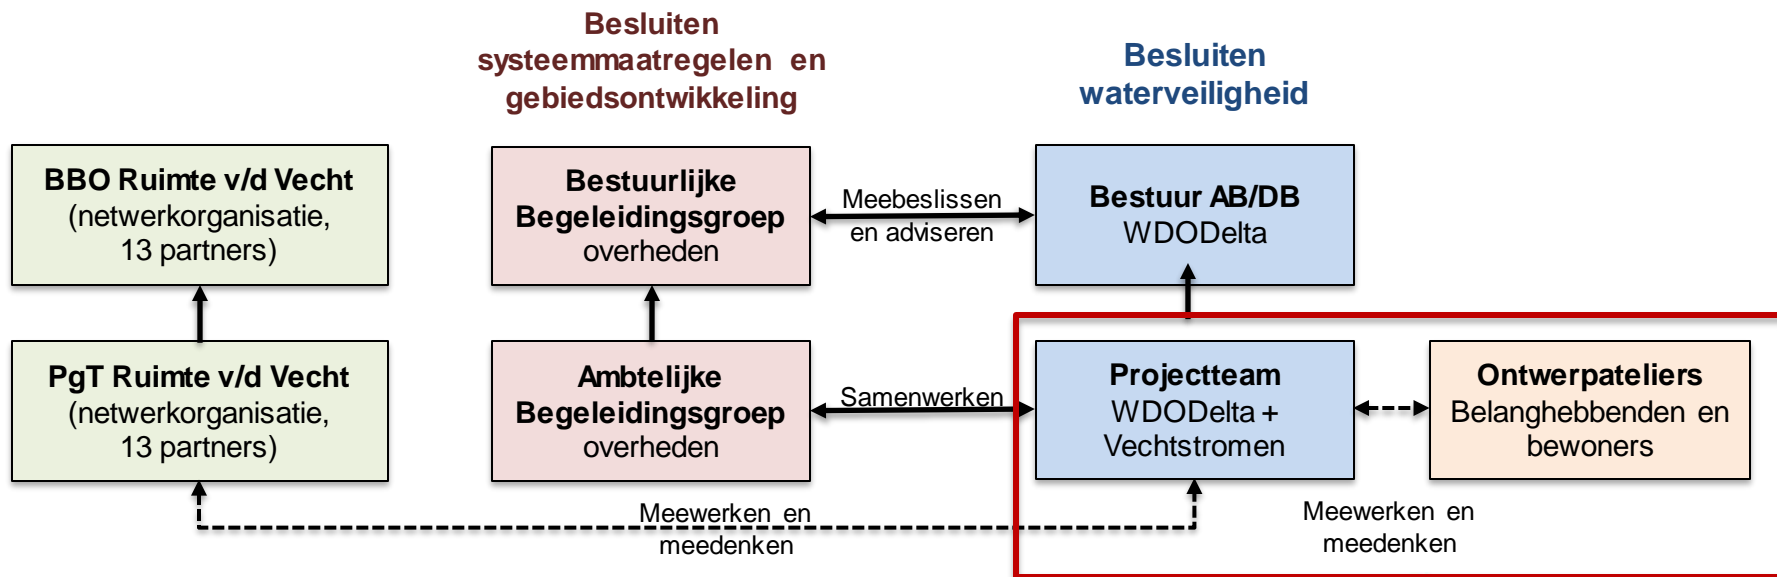 Besluiten
systeemmaatregelen en
gebiedsontwikkeling
Besluiten
waterveiligheid
BBO Ruimte v/d Vecht
(netwerkorganisatie,
13 partners)
Bestuurlijke
Begeleidingsgroep
overheden
Meebeslissen
en adviseren
Bestuur AB/DB
WDODelta
PgT Ruimte v/d Vecht
(netwerkorganisatie,
13 partners)
Ambtelijke
Begeleidingsgroep
overheden
Samenwerken
Projectteam
WDODelta +
Vechtstromen
Ontwerpateliers
Belanghebbenden en
bewoners
Meewerken en
meedenken
Meewerken en
meedenken